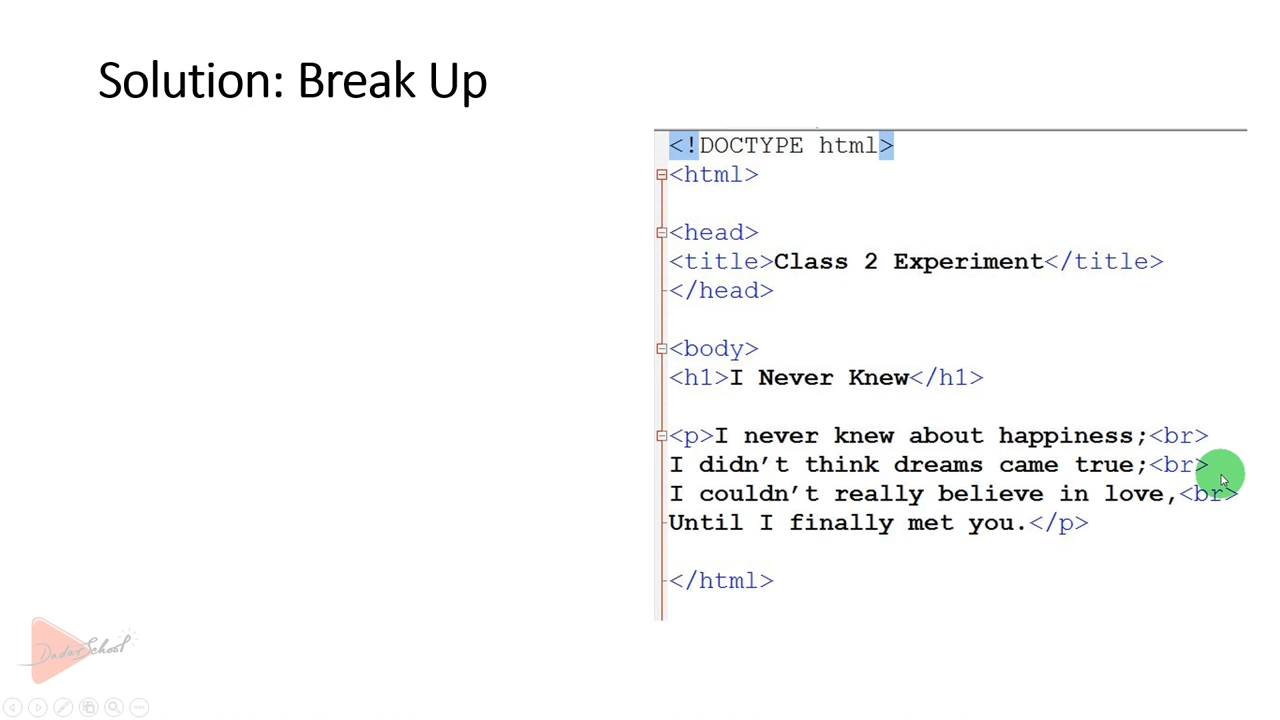 Solution: Break Up
<!DOCTYPE html>
<html>
<head>
<title>Class 2 Experiment</title>
</head>
<body>
<h1>I Never Knew</h1>
<p>I never knew about happiness;<br>
I didn’t think dreams came true;<br>
I couldn’t really believe in love,<br>
Until I finally met you.</p>
</html>
Dadar School